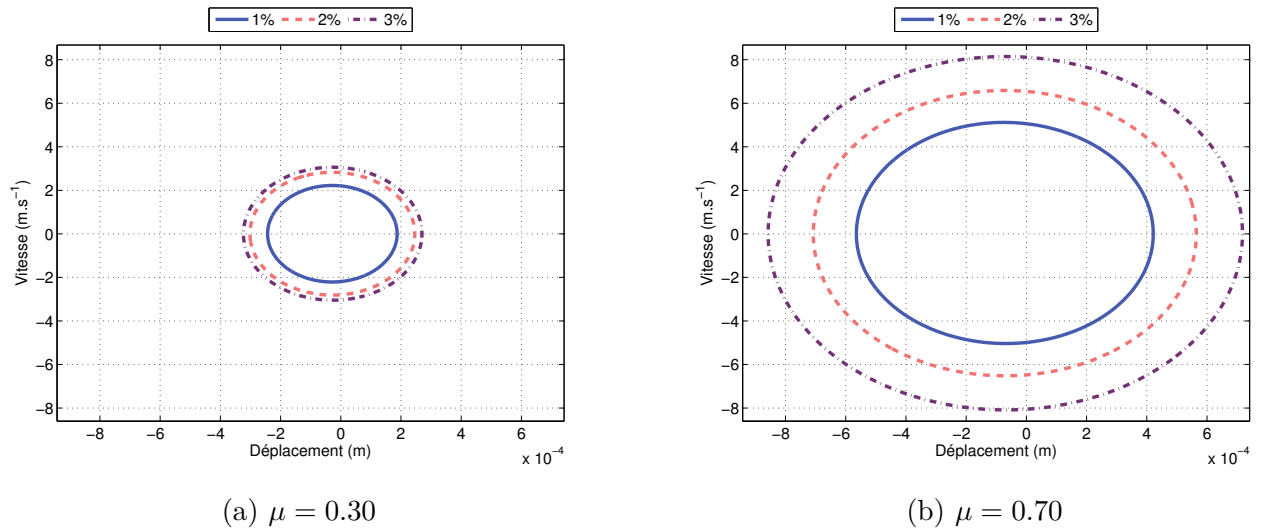 1% 2% 3%
8
6
4
2
0
−2
−4
−6
−8
Vitesse (m.s⁻¹)
−8 −6 −4 −2 0 2 4 6
Déplacement (m)
x 10⁻⁴
(a) μ = 0.30
1% 2% 3%
8
6
4
2
0
−2
−4
−6
−8
Vitesse (m.s⁻¹)
−8 −6 −4 −2 0 2 4 6
Déplacement (m)
x 10⁻⁴
(b) μ = 0.70